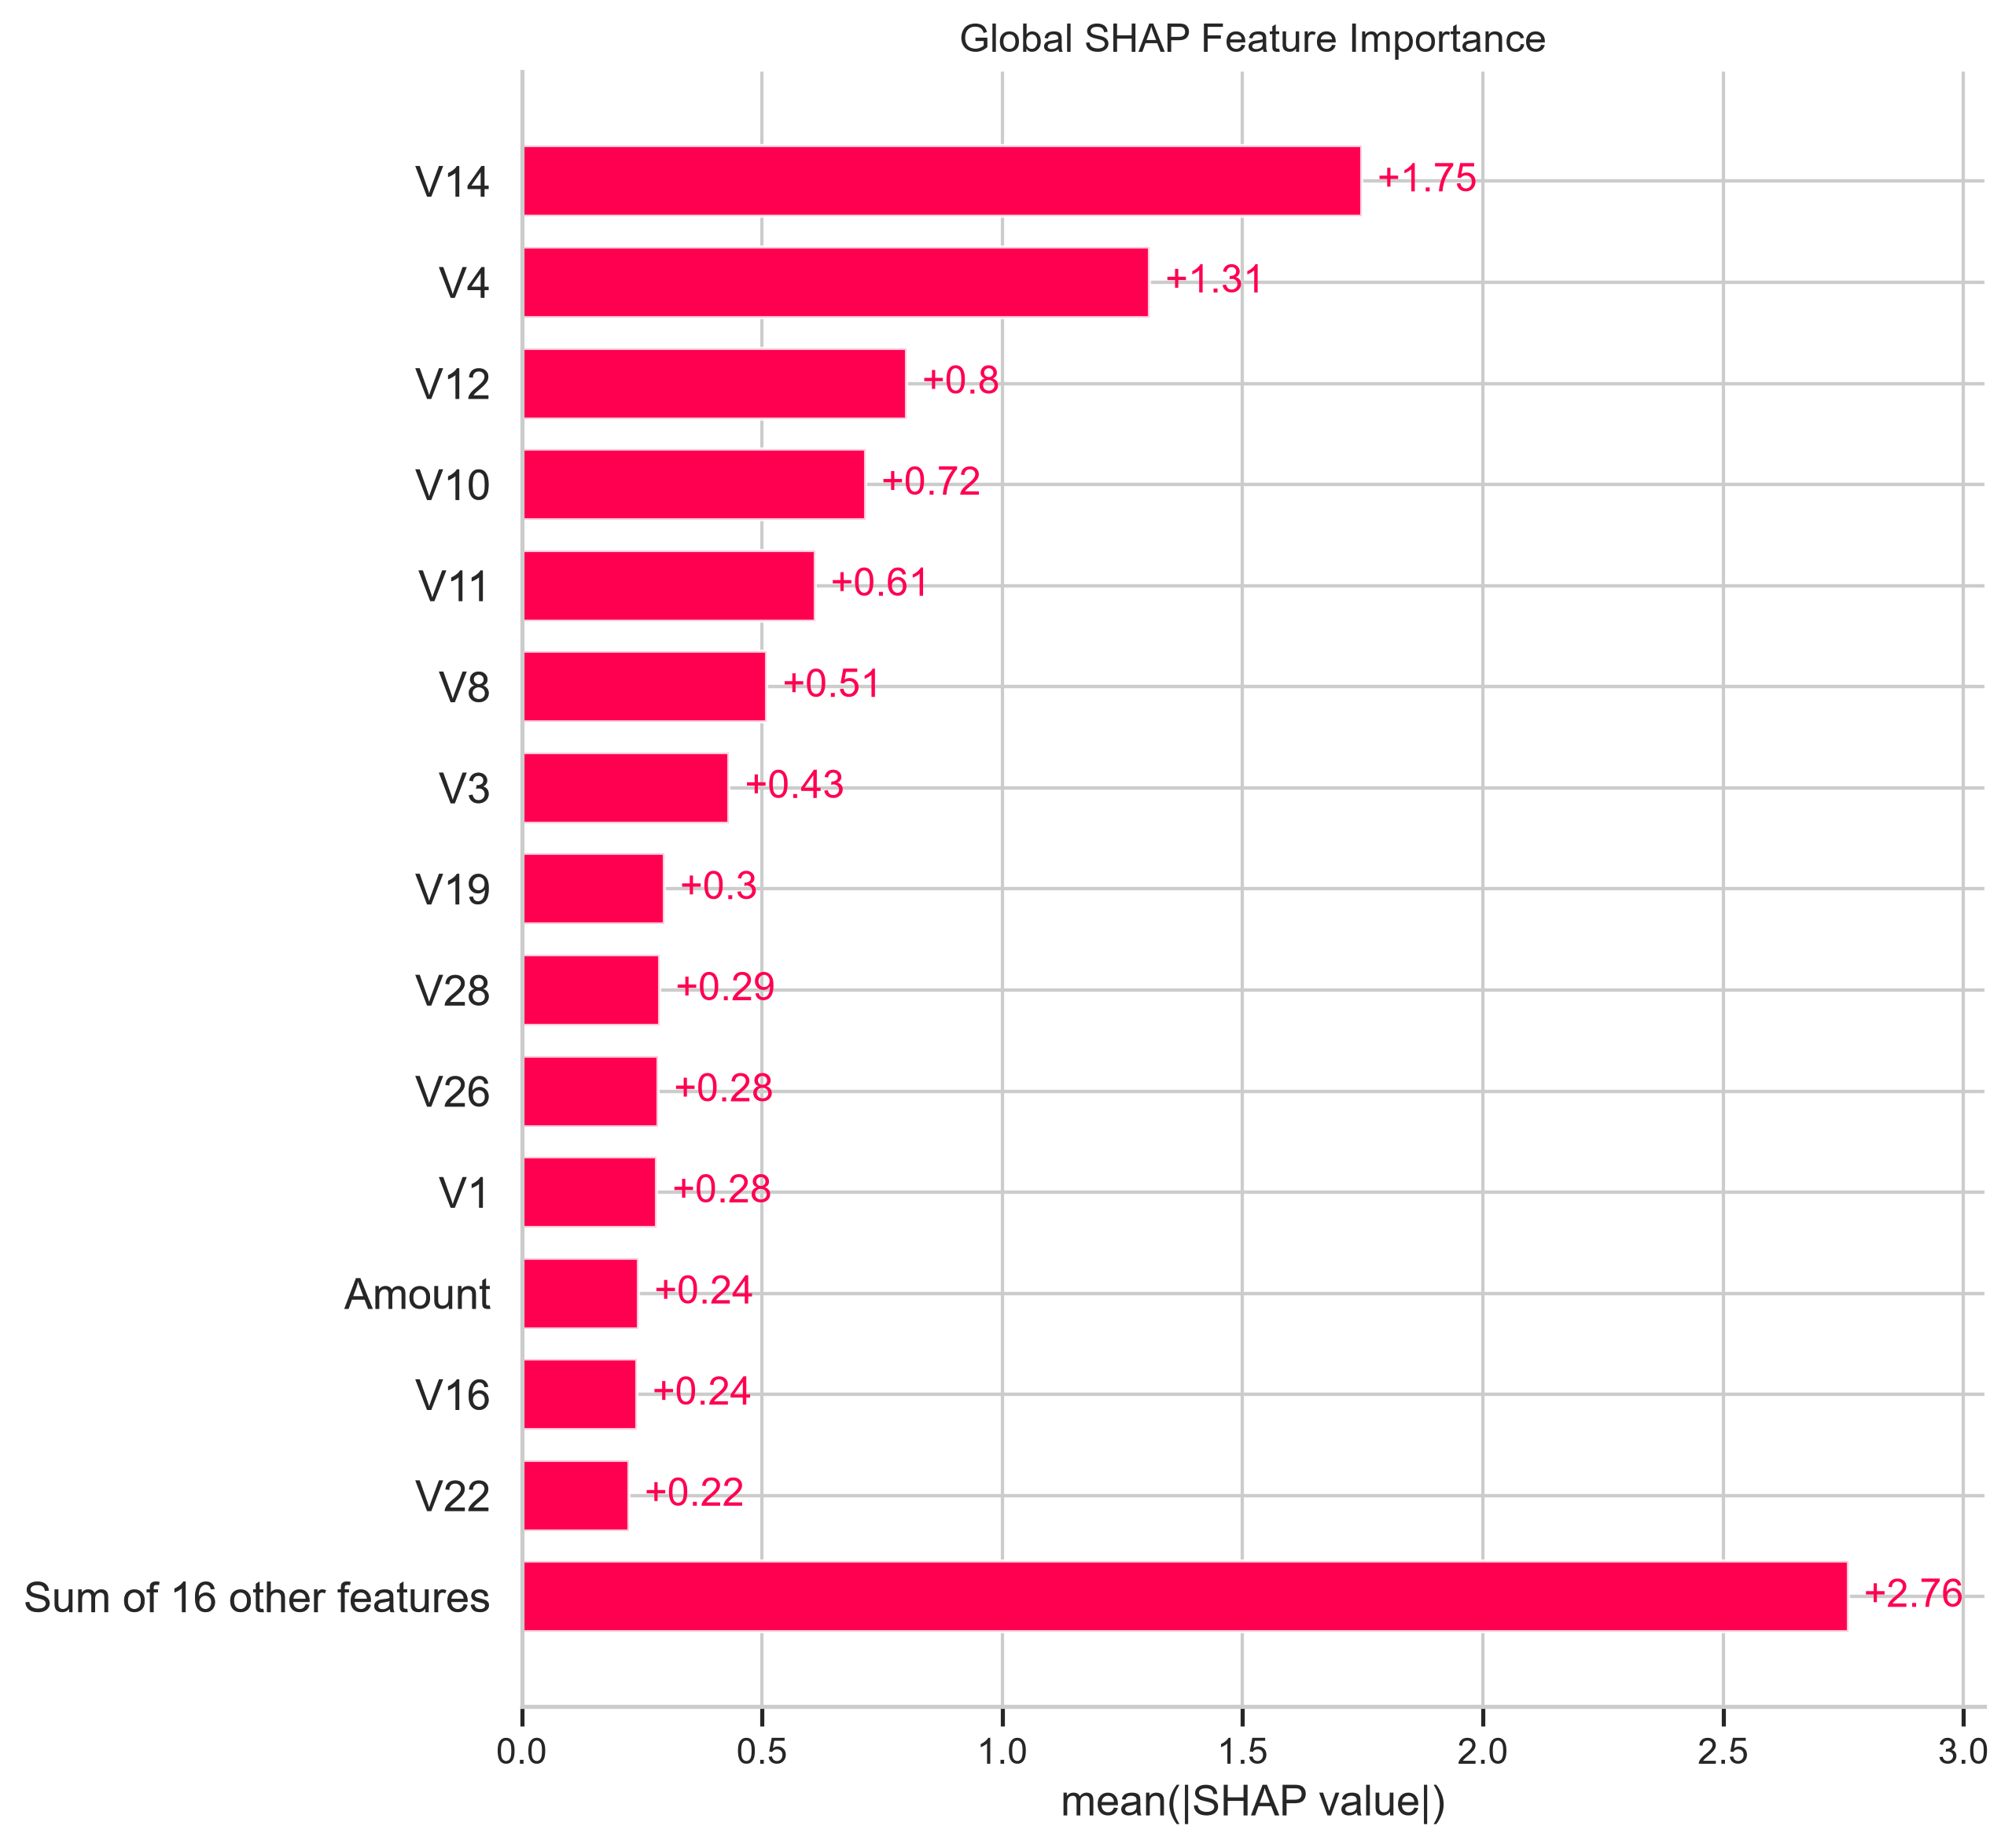 Global SHAP Feature Importance
V14 +1.75
V4 +1.31
V12 +0.8
V10 +0.72
V11 +0.61
V8 +0.51
V3 +0.43
V19 +0.3
V28 +0.29
V26 +0.28
V1 +0.28
Amount +0.24
V16 +0.24
V22 +0.22
Sum of 16 other features +2.76
0.0 0.5 1.0 1.5 2.0 2.5 3.0
mean(|SHAP value|)